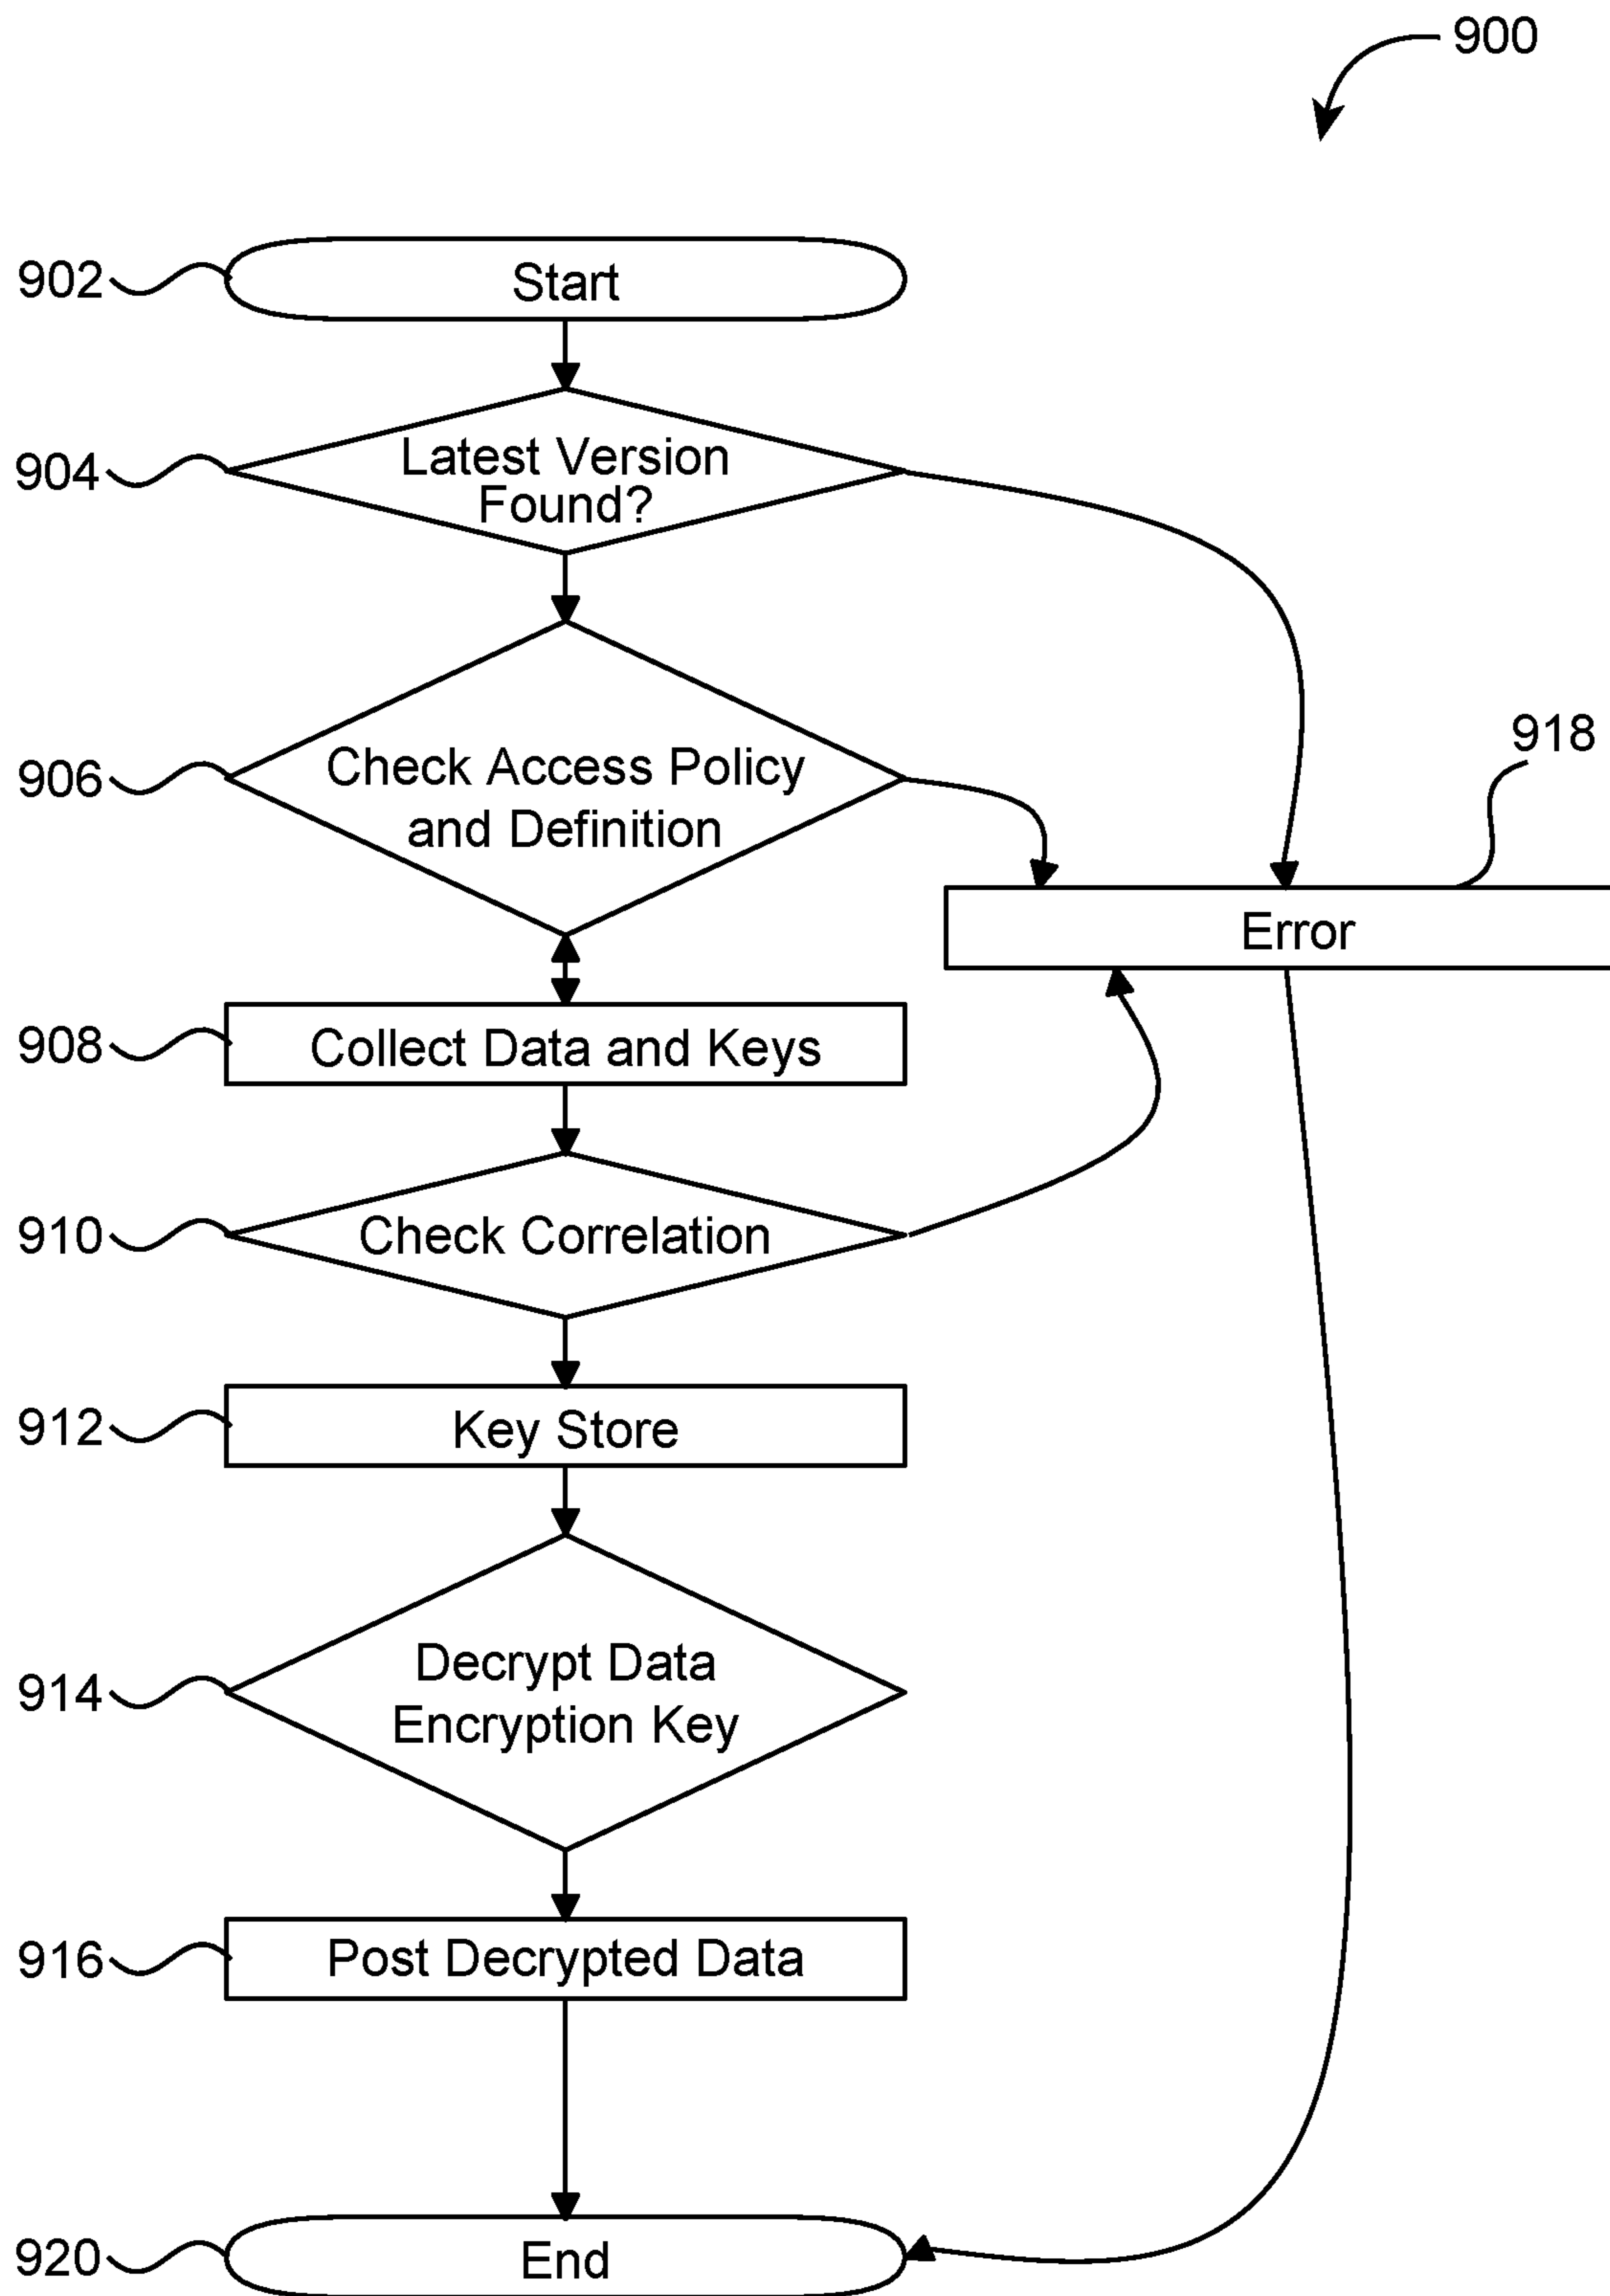 900
902
Start
904
Latest Version
Found?
906
Check Access Policy
and Definition
918
Error
908
Collect Data and Keys
910
Check Correlation
912
Key Store
914
Decrypt Data
Encryption Key
916
Post Decrypted Data
920
End